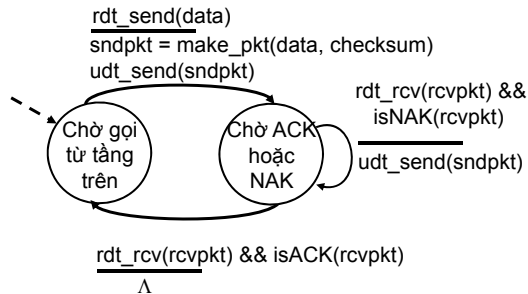 rdt_send(data)
sndpkt = make_pkt(data, checksum)
udt_send(sndpkt)
Chờ gọi
từ tầng
trên
Chờ ACK
hoặc
NAK
rdt_rcv(rcvpkt) &&
isNAK(rcvpkt)
udt_send(sndpkt)
rdt_rcv(rcvpkt) && isACK(rcvpkt)
Λ